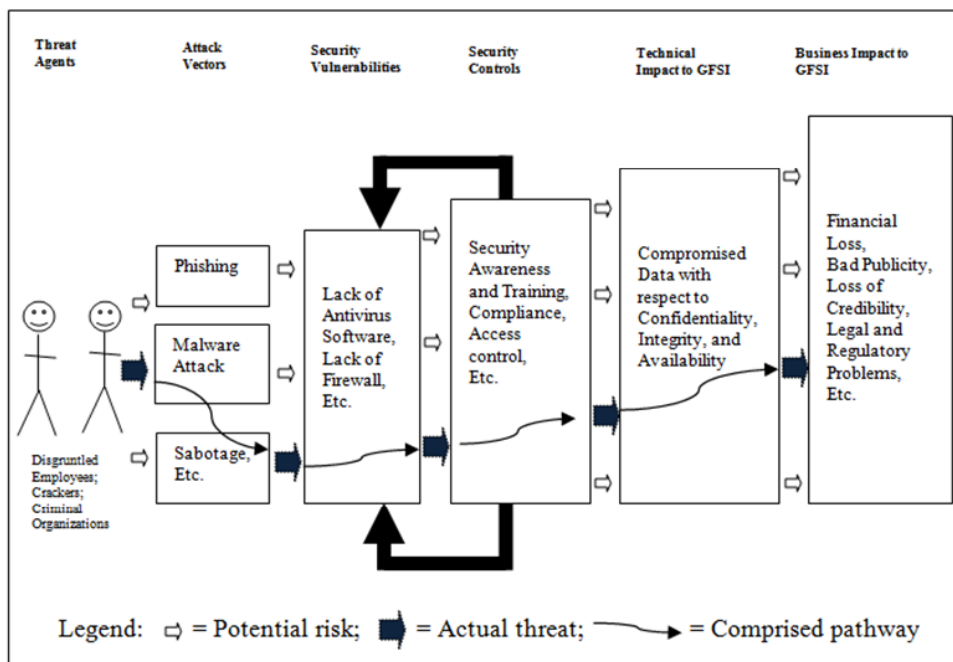 Threat
Agents
Attack
Vectors
Security
Vulnerabilities
Security
Controls
Technical
Impact to GFSI
Business Impact to
GFSI
Disgruntled
Employees;
Crackers;
Criminal
Organizations
Phishing
Malware
Attack
Sabotage,
Etc.
Lack of
Antivirus
Software,
Lack of
Firewall,
Etc.
Security
Awareness
and Training,
Compliance,
Access
control,
Etc.
Compromised
Data with
respect to
Confidentiality,
Integrity, and
Availability
Financial
Loss,
Bad Publicity,
Loss of
Credibility,
Legal and
Regulatory
Problems,
Etc.
Legend: = Potential risk; = Actual threat; = Comprised pathway